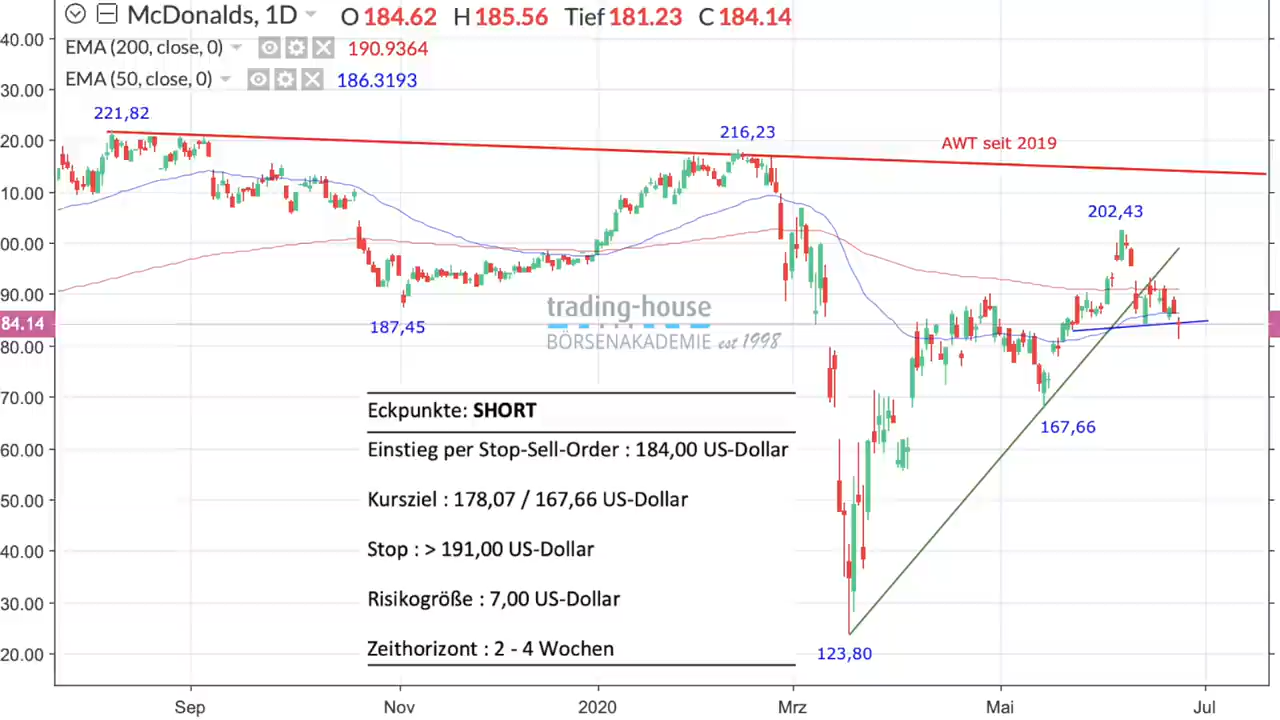 McDonalds, 1D O 184.62 H 185.56 Tief 181.23 C 184.14
EMA (200, close, 0) 190.9364
EMA (50, close, 0) 186.3193
40.00
30.00
20.00
10.00
00.00
90.00
84.14
80.00
70.00
60.00
50.00
40.00
30.00
20.00
221,82
216,23
AWT seit 2019
202,43
187,45
167,66
123,80
trading-house
BÖRSENAKADEMIE est 1998
Eckpunkte: SHORT
Einstieg per Stop-Sell-Order : 184,00 US-Dollar
Kursziel : 178,07 / 167,66 US-Dollar
Stop : > 191,00 US-Dollar
Risikogröße : 7,00 US-Dollar
Zeithorizont : 2 - 4 Wochen
Sep Nov 2020 Mrz Mai Jul